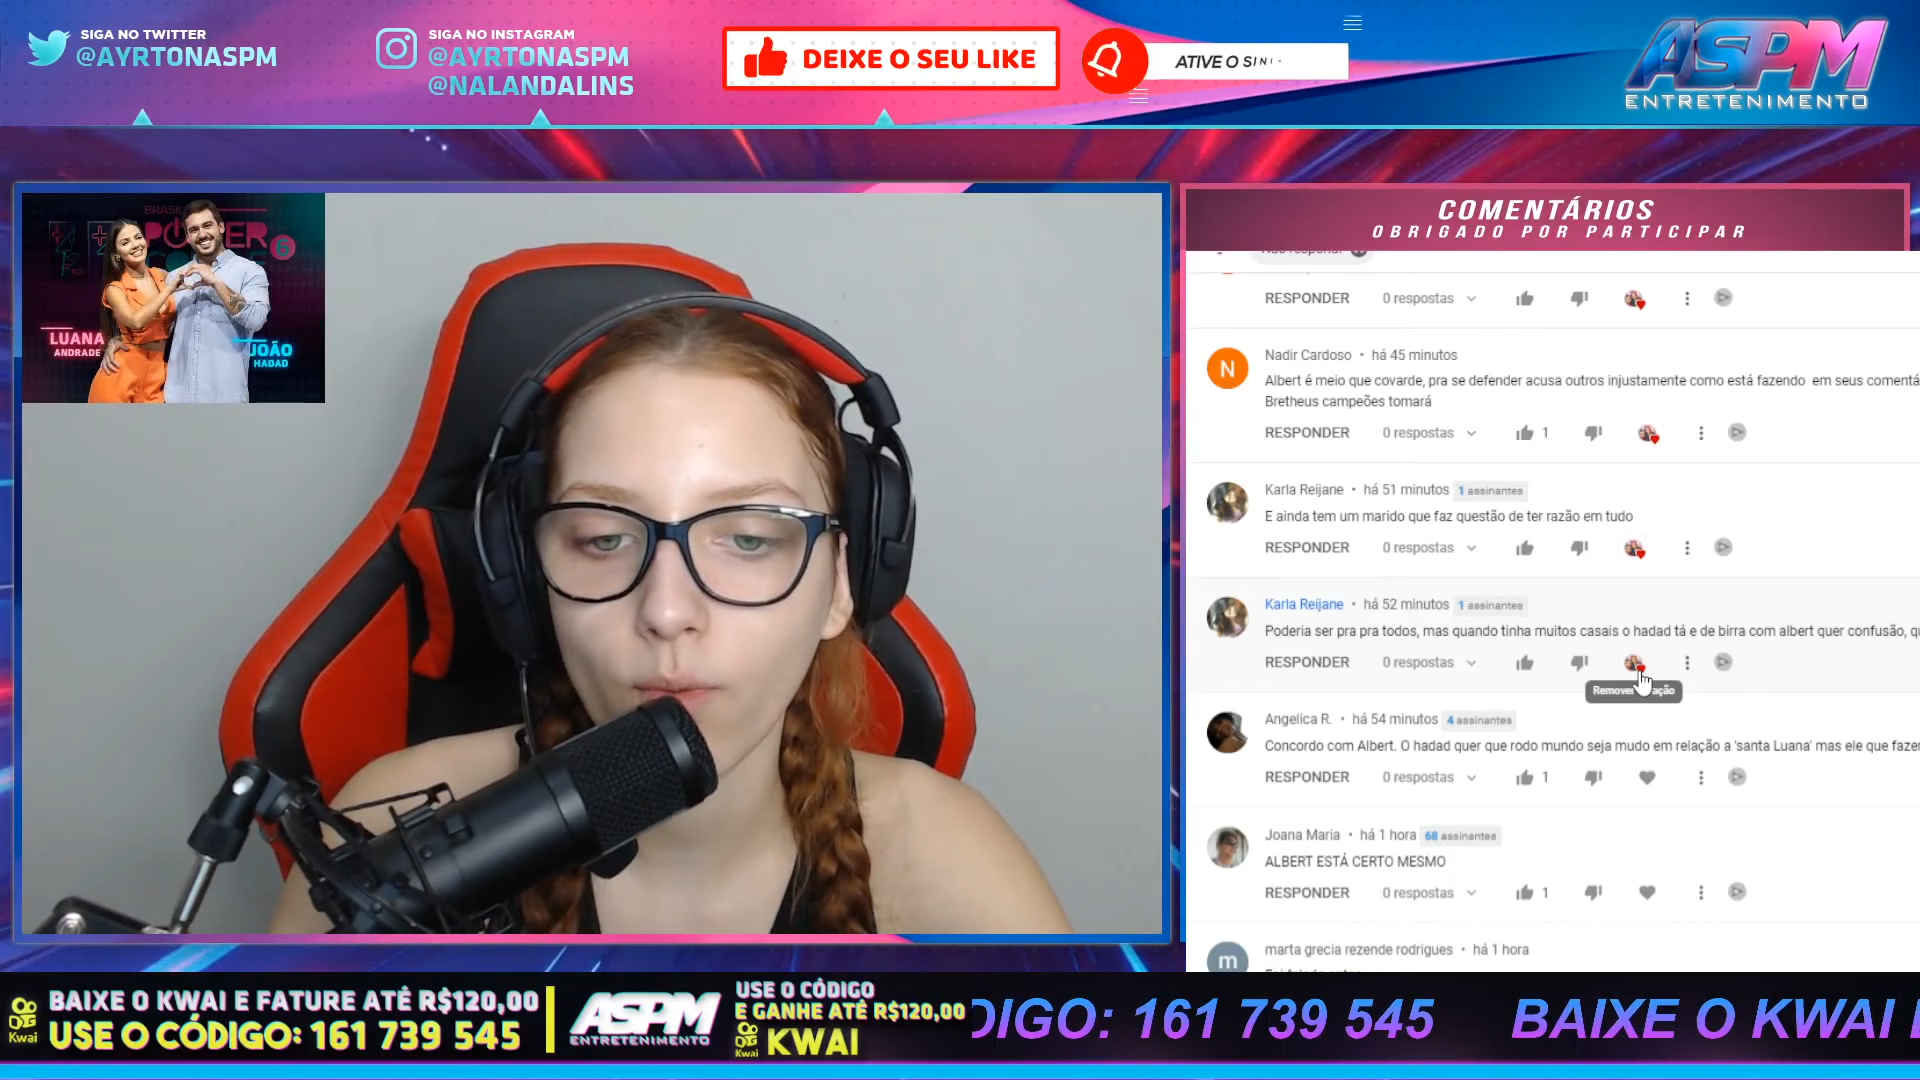 SIGA NO TWITTER
@AYRTONASPM
SIGA NO INSTAGRAM
@AYRTONASPM
@NALANDALINS
DEIXE O SEU LIKE
ATIVE O SINI
ASPM
ENTRETENIMENTO
BRASIL
POWER
5
LUANA
ANDRADE
JOÃO
HADAD
COMENTÁRIOS
OBRIGADO POR PARTICIPAR
RESPONDER 0 respostas
N
Nadir Cardoso • há 45 minutos
Albert é meio que covarde, pra se defender acusa outros injustamente como está fazendo em seus comentá
Bretheus campeões tomará
RESPONDER 0 respostas 1
Karla Reijane • há 51 minutos 1 assinantes
E ainda tem um marido que faz questão de ter razão em tudo
RESPONDER 0 respostas
Karla Reijane • há 52 minutos 1 assinantes
Poderia ser pra pra todos, mas quando tinha muitos casais o hadad tá e de birra com albert quer confusão, qu
RESPONDER 0 respostas
Remover ação
Angelica R. • há 54 minutos 4 assinantes
Concordo com Albert. O hadad quer que rodo mundo seja mudo em relação a 'santa Luana' mas ele que fazer
RESPONDER 0 respostas 1
Joana Maria • há 1 hora 68 assinantes
ALBERT ESTÁ CERTO MESMO
RESPONDER 0 respostas 1
m
marta grecia rezende rodrigues • há 1 hora
Kwai
BAIXE O KWAI E FATURE ATÉ R$120,00
USE O CÓDIGO: 161 739 545
ASPM
ENTRETENIMENTO
USE O CÓDIGO
E GANHE ATÉ R$120,00
Kwai
KWAI
DIGO: 161 739 545 BAIXE O KWAI E